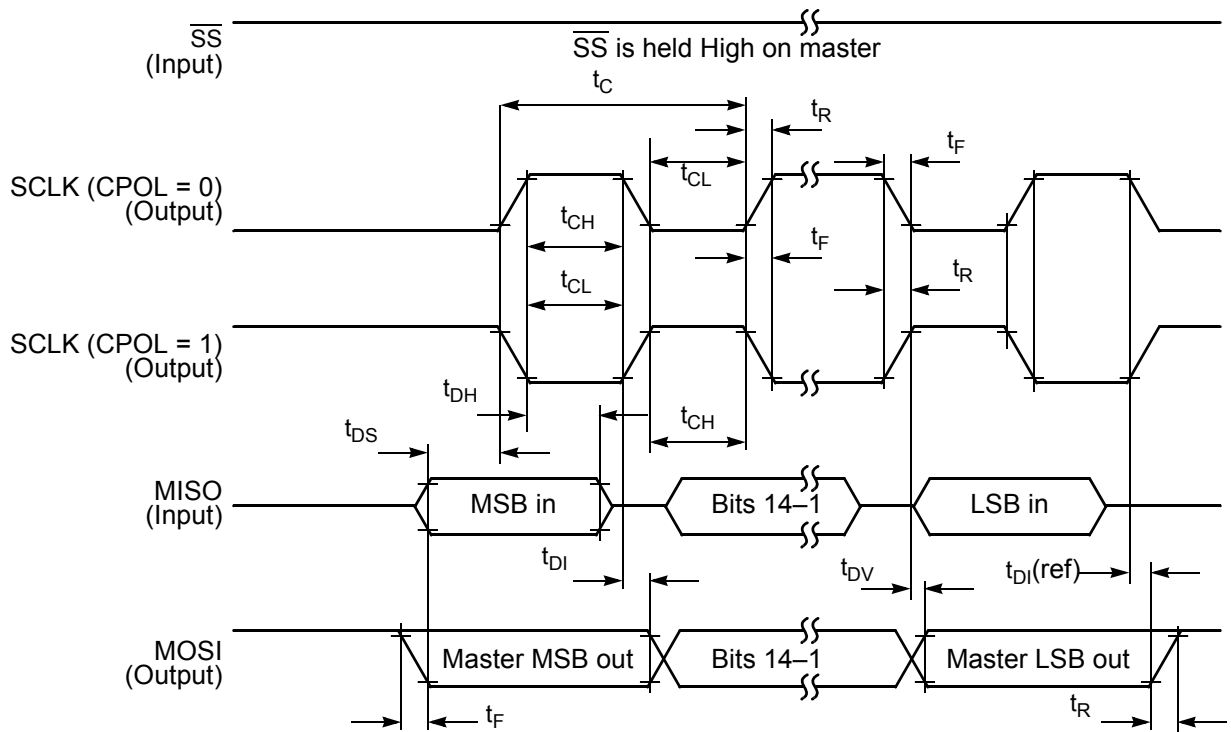 SS
(Input)
SS is held High on master
tC
tR
tF
SCLK (CPOL = 0)
(Output)
tCL
tCH
tF
tCL
tR
SCLK (CPOL = 1)
(Output)
tDH
tCH
tDS
MISO
(Input)
MSB in
Bits 14–1
LSB in
tDI
tDV
tDI(ref)
MOSI
(Output)
Master MSB out
Bits 14–1
Master LSB out
tF
tR